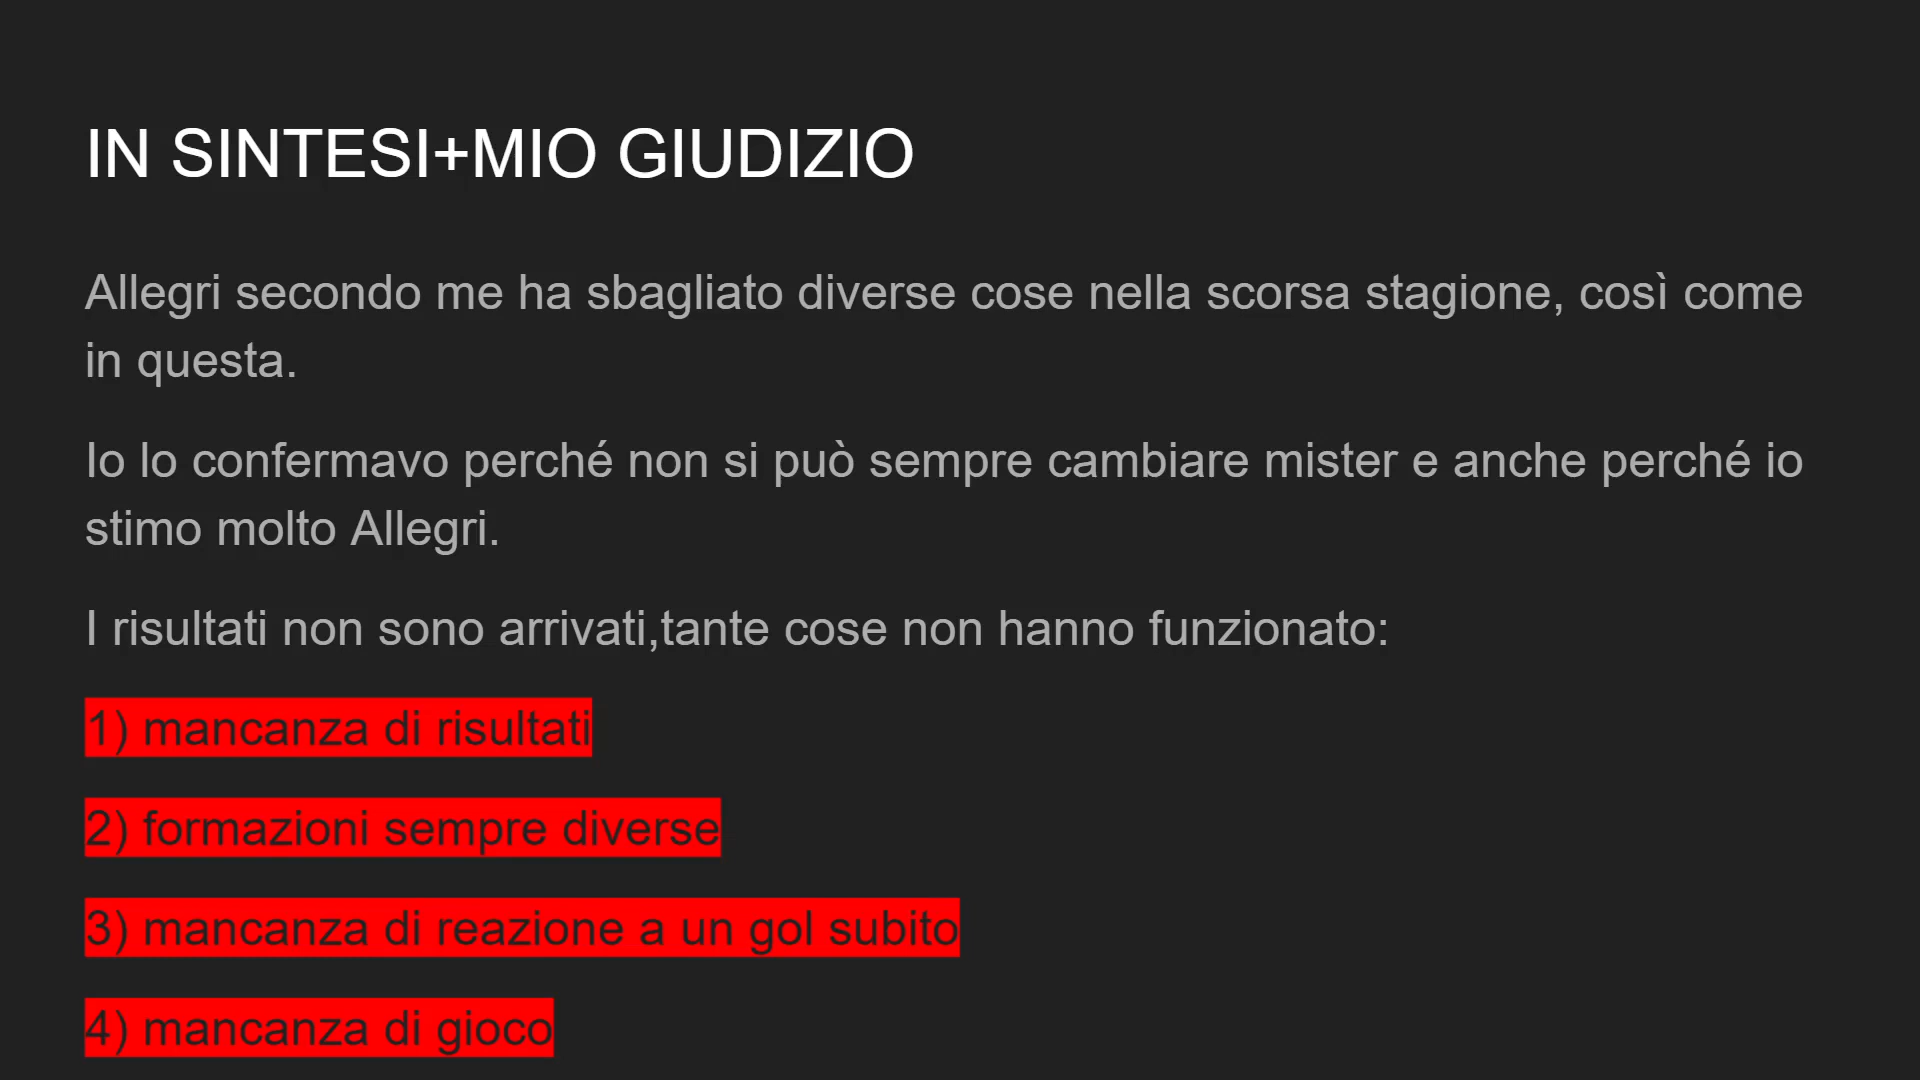 IN SINTESI+MIO GIUDIZIO
Allegri secondo me ha sbagliato diverse cose nella scorsa stagione, così come
in questa.
Io lo confermavo perché non si può sempre cambiare mister e anche perché io
stimo molto Allegri.
I risultati non sono arrivati,tante cose non hanno funzionato:
1) mancanza di risultati
2) formazioni sempre diverse
3) mancanza di reazione a un gol subito
4) mancanza di gioco